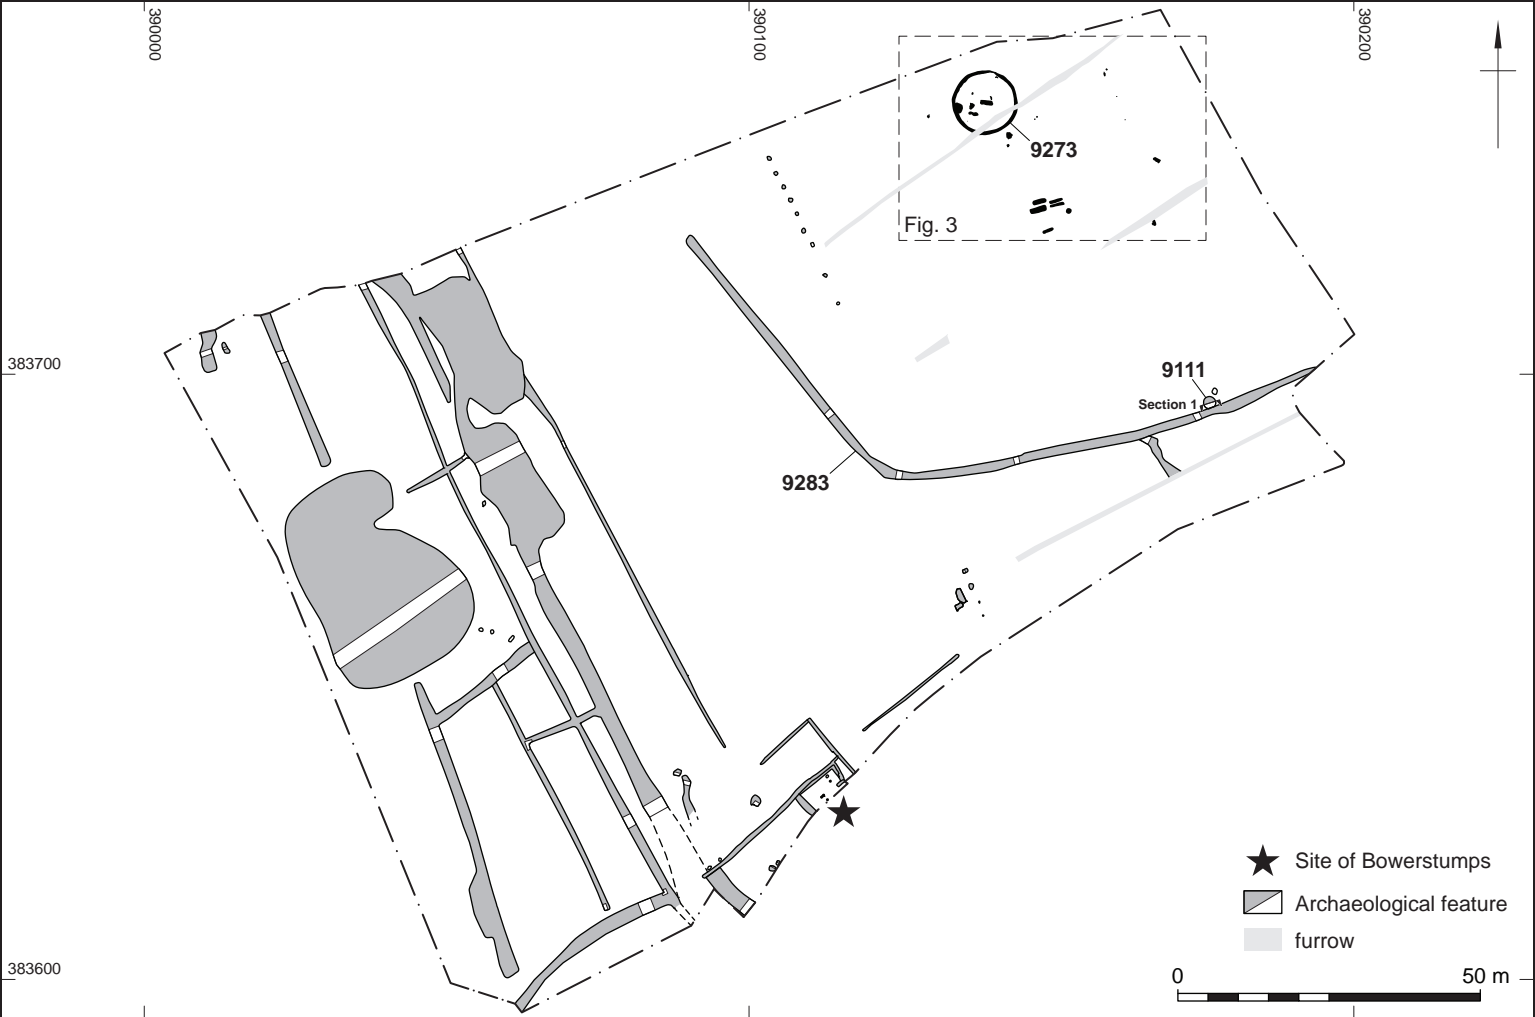 390000
390100
390200
9273
Fig. 3
383700
9111
Section 1
9283
Site of Bowerstumps
Archaeological feature
furrow
383600
0
50 m